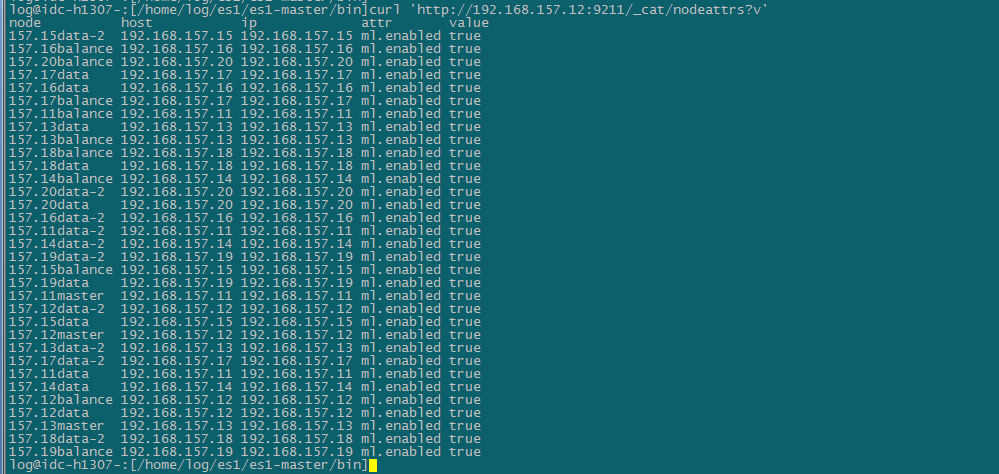 log@idc-h1307-:[/home/log/es1/es1-master/bin]curl 'http://192.168.157.12:9211/_cat/nodeattrs?v'
node host ip attr value
157.15data-2 192.168.157.15 192.168.157.15 ml.enabled true
157.16balance 192.168.157.16 192.168.157.16 ml.enabled true
157.20balance 192.168.157.20 192.168.157.20 ml.enabled true
157.17data 192.168.157.17 192.168.157.17 ml.enabled true
157.16data 192.168.157.16 192.168.157.16 ml.enabled true
157.17balance 192.168.157.17 192.168.157.17 ml.enabled true
157.11balance 192.168.157.11 192.168.157.11 ml.enabled true
157.13data 192.168.157.13 192.168.157.13 ml.enabled true
157.13balance 192.168.157.13 192.168.157.13 ml.enabled true
157.18balance 192.168.157.18 192.168.157.18 ml.enabled true
157.18data 192.168.157.18 192.168.157.18 ml.enabled true
157.14balance 192.168.157.14 192.168.157.14 ml.enabled true
157.20data-2 192.168.157.20 192.168.157.20 ml.enabled true
157.20data 192.168.157.20 192.168.157.20 ml.enabled true
157.16data-2 192.168.157.16 192.168.157.16 ml.enabled true
157.11data-2 192.168.157.11 192.168.157.11 ml.enabled true
157.14data-2 192.168.157.14 192.168.157.14 ml.enabled true
157.19data-2 192.168.157.19 192.168.157.19 ml.enabled true
157.15balance 192.168.157.15 192.168.157.15 ml.enabled true
157.19data 192.168.157.19 192.168.157.19 ml.enabled true
157.11master 192.168.157.11 192.168.157.11 ml.enabled true
157.12data-2 192.168.157.12 192.168.157.12 ml.enabled true
157.15data 192.168.157.15 192.168.157.15 ml.enabled true
157.12master 192.168.157.12 192.168.157.12 ml.enabled true
157.13data-2 192.168.157.13 192.168.157.13 ml.enabled true
157.17data-2 192.168.157.17 192.168.157.17 ml.enabled true
157.11data 192.168.157.11 192.168.157.11 ml.enabled true
157.14data 192.168.157.14 192.168.157.14 ml.enabled true
157.12balance 192.168.157.12 192.168.157.12 ml.enabled true
157.12data 192.168.157.12 192.168.157.12 ml.enabled true
157.13master 192.168.157.13 192.168.157.13 ml.enabled true
157.18data-2 192.168.157.18 192.168.157.18 ml.enabled true
157.19balance 192.168.157.19 192.168.157.19 ml.enabled true
log@idc-h1307-:[/home/log/es1/es1-master/bin]